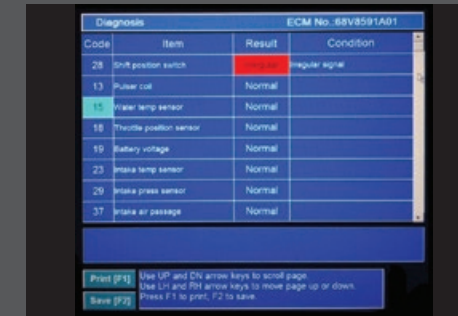 Diagnosis ECM No.:68V8591A01
Code Item Result Condition
28 Shift position switch Irregular Irregular signal
13 Pulser coil Normal
15 Water temp sensor Normal
18 Throttle position sensor Normal
19 Battery voltage Normal
23 Intake temp sensor Normal
29 Intake press sensor Normal
37 Intake air passage Normal
Print [F1] Use UP and DN arrow keys to scroll page.
Use LH and RH arrow keys to move page up or down.
Save [F2] Press F1 to print, F2 to save.